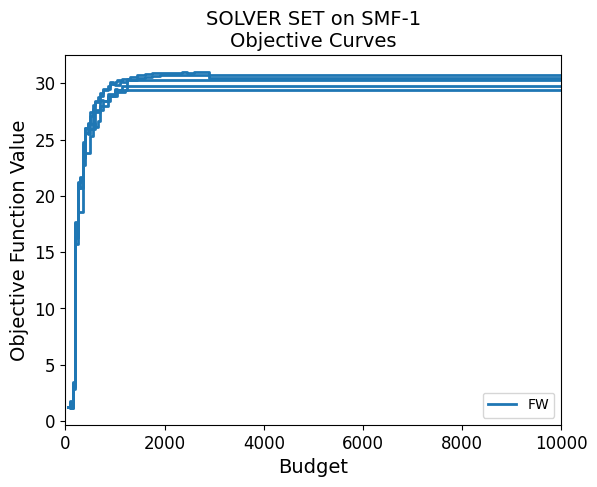 SOLVER SET on SMF-1
Objective Curves
Objective Function Value
30
25
20
15
10
5
0
0 2000 4000 6000 8000 10000
Budget
FW